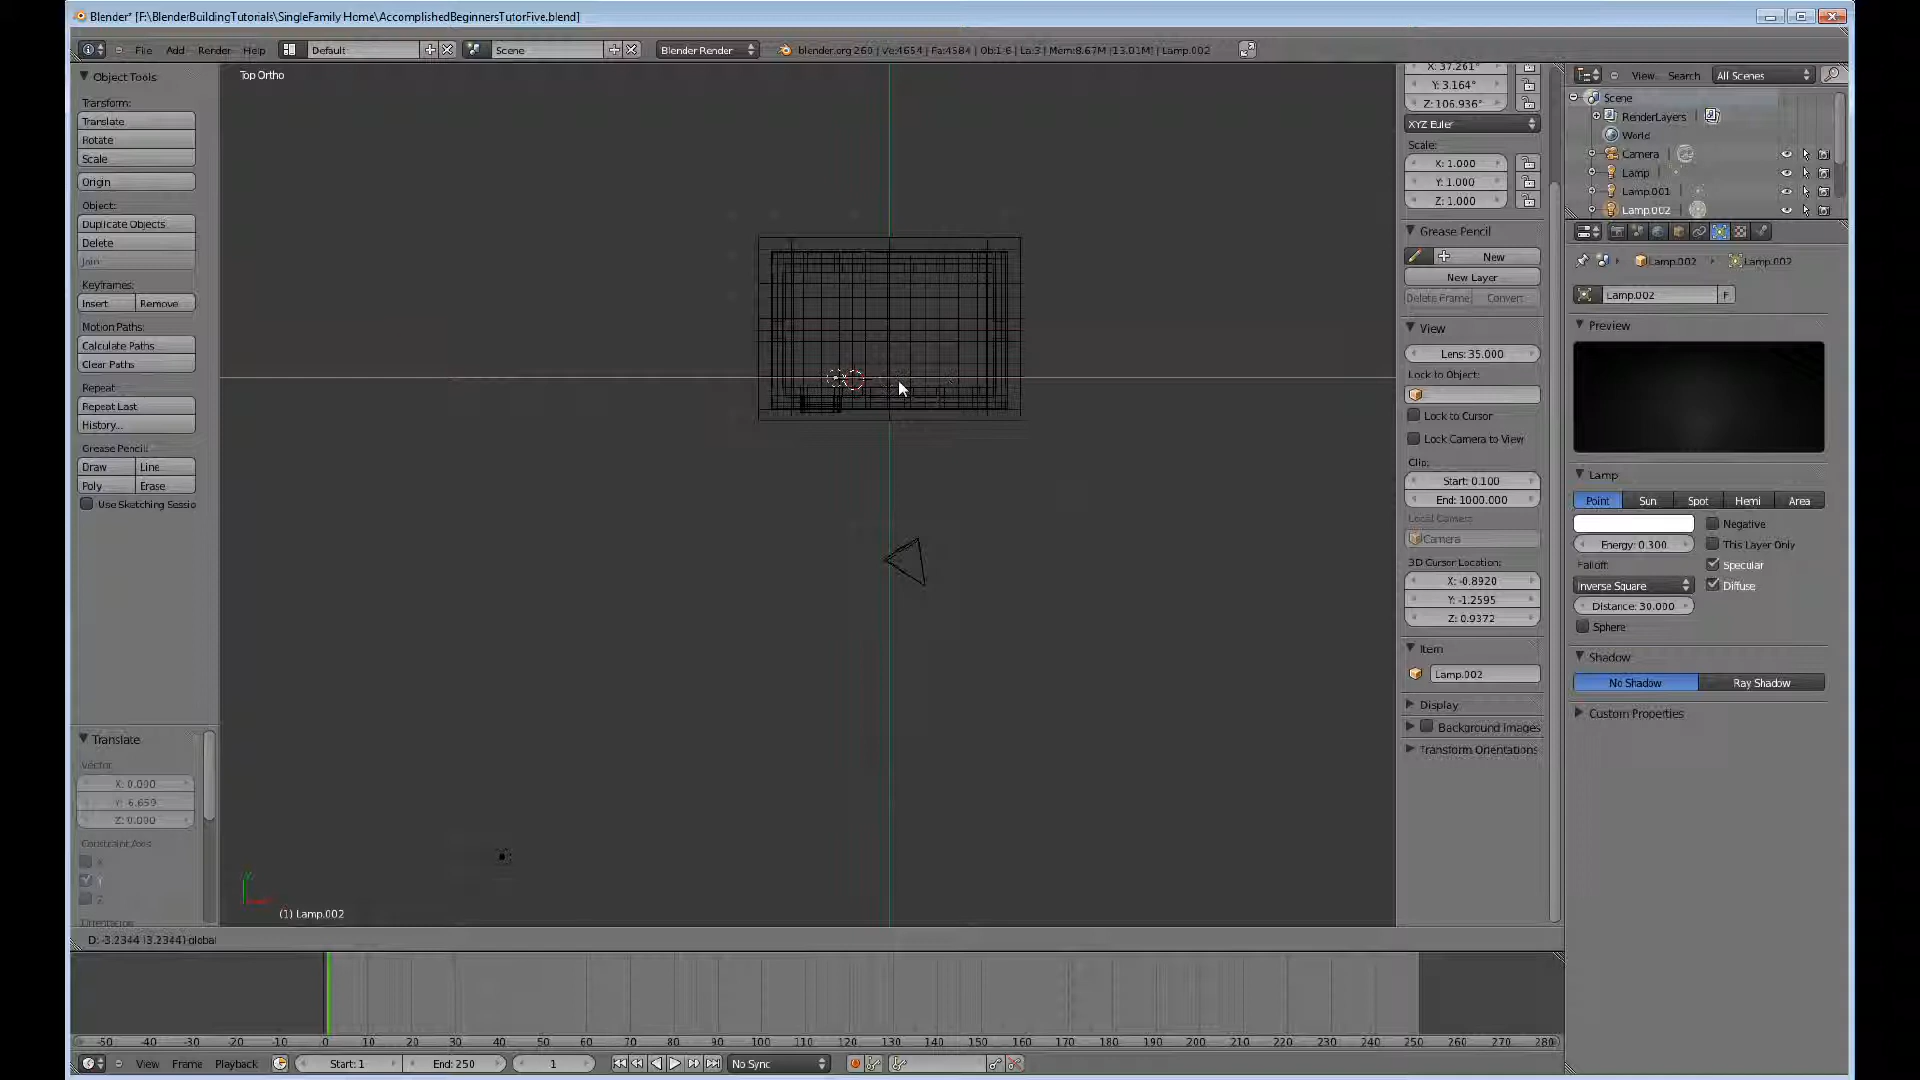 Blender* [F:\BlenderBuildingTutorials\SingleFamily Home\AccomplishedBeginnersTutorFive.blend]
File Add Render Help Default Scene Blender Render blender.org 260 | Ve:4654 | Fa:4584 | Ob:1-6 | La:3 | Mem:8.67M (13.01M) | Lamp.002
Object Tools
Transform:
Translate
Rotate
Scale
Origin
Object:
Duplicate Objects
Delete
Join
Keyframes:
Insert Remove
Motion Paths:
Calculate Paths
Clear Paths
Repeat:
Repeat Last
History...
Grease Pencil:
Draw Line
Poly Erase
Use Sketching Sessio
Translate
Vector
X: 0.000
Y: -6.659
Z: 0.000
Constraint Axis
X
Y
Z
Orientation
Top Ortho
(1) Lamp.002
D: -3.2344 (3.2344) global
X: 37.261°
Y: 3.164°
Z: 106.936°
XYZ Euler
Scale:
X: 1.000
Y: 1.000
Z: 1.000
Grease Pencil
New
New Layer
Delete Frame Convert
View
Lens: 35.000
Lock to Object:
Lock to Cursor
Lock Camera to View
Clip:
Start: 0.100
End: 1000.000
Local Camera:
Camera
3D Cursor Location:
X: -0.8920
Y: -1.2595
Z: 0.9372
Item
Lamp.002
Display
Background Images
Transform Orientations
View Search All Scenes
Scene
RenderLayers |
World
Camera |
Lamp |
Lamp.001 |
Lamp.002 |
Lamp.002 Lamp.002
Lamp.002 F
Preview
Lamp
Point Sun Spot Hemi Area
Negative
Energy: 0.300 This Layer Only
Falloff: Specular
Inverse Square Diffuse
Distance: 30.000
Sphere
Shadow
No Shadow Ray Shadow
Custom Properties
-50 -40 -30 -20 -10 0 10 20 30 40 50 60 70 80 90 100 110 120 130 140 150 160 170 180 190 200 210 220 230 240 250 260 270 280
View Frame Playback Start: 1 End: 250 1 No Sync